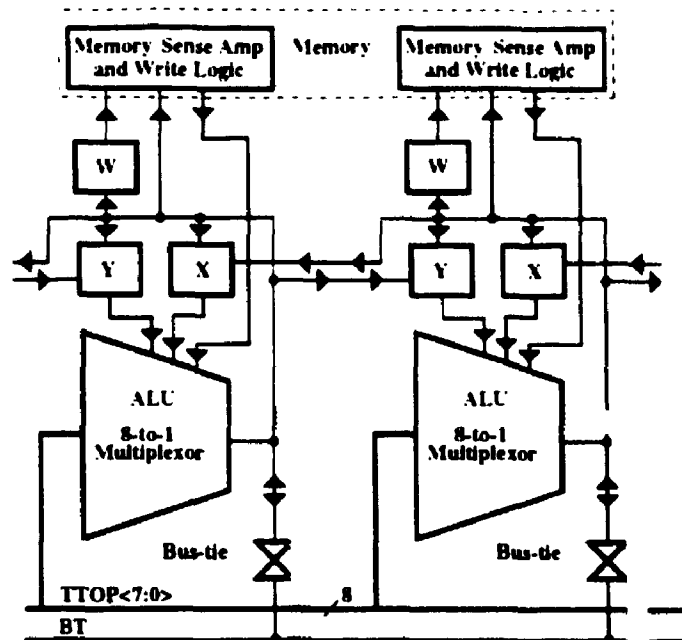 Memory Sense Amp and Write Logic
Memory
Memory Sense Amp and Write Logic
W
W
Y
X
Y
X
ALU
8-to-1
Multiplexor
ALU
8-to-1
Multiplexor
Bus-tie
Bus-tie
TTOP<7:0>
8
BT